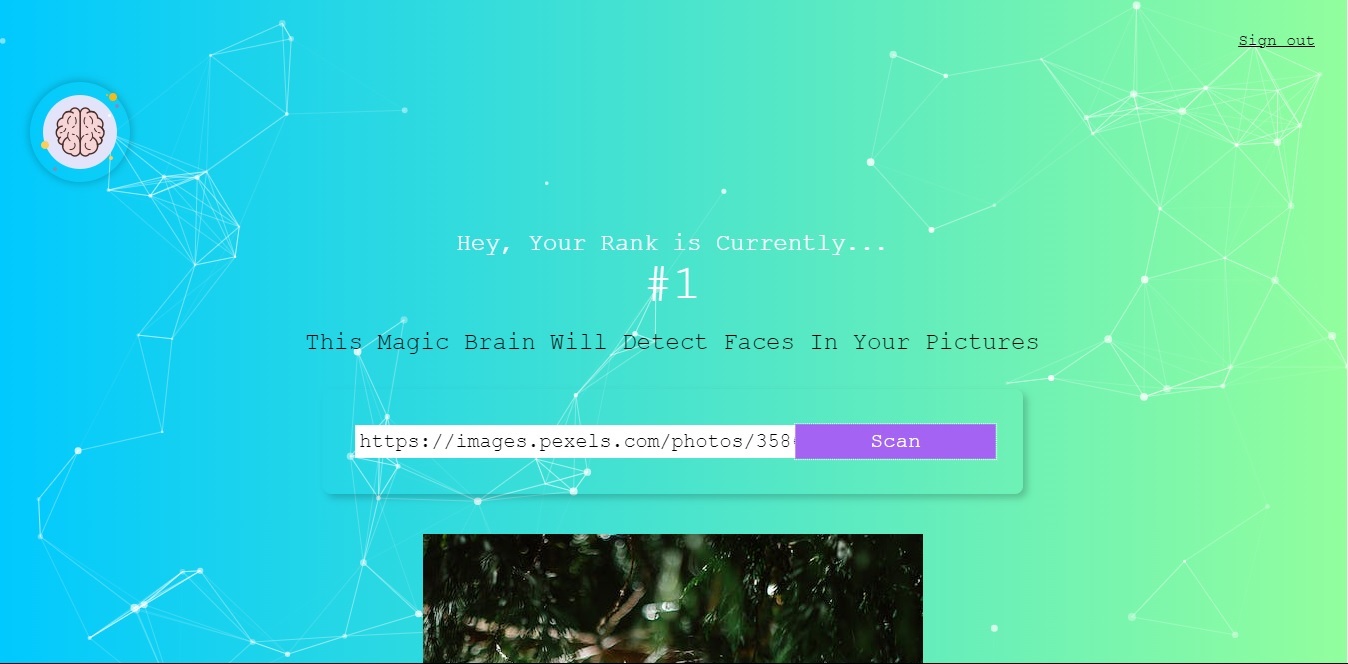 Sign out
Hey, Your Rank is Currently...
#1
This Magic Brain Will Detect Faces In Your Pictures
https://images.pexels.com/photos/358
Scan